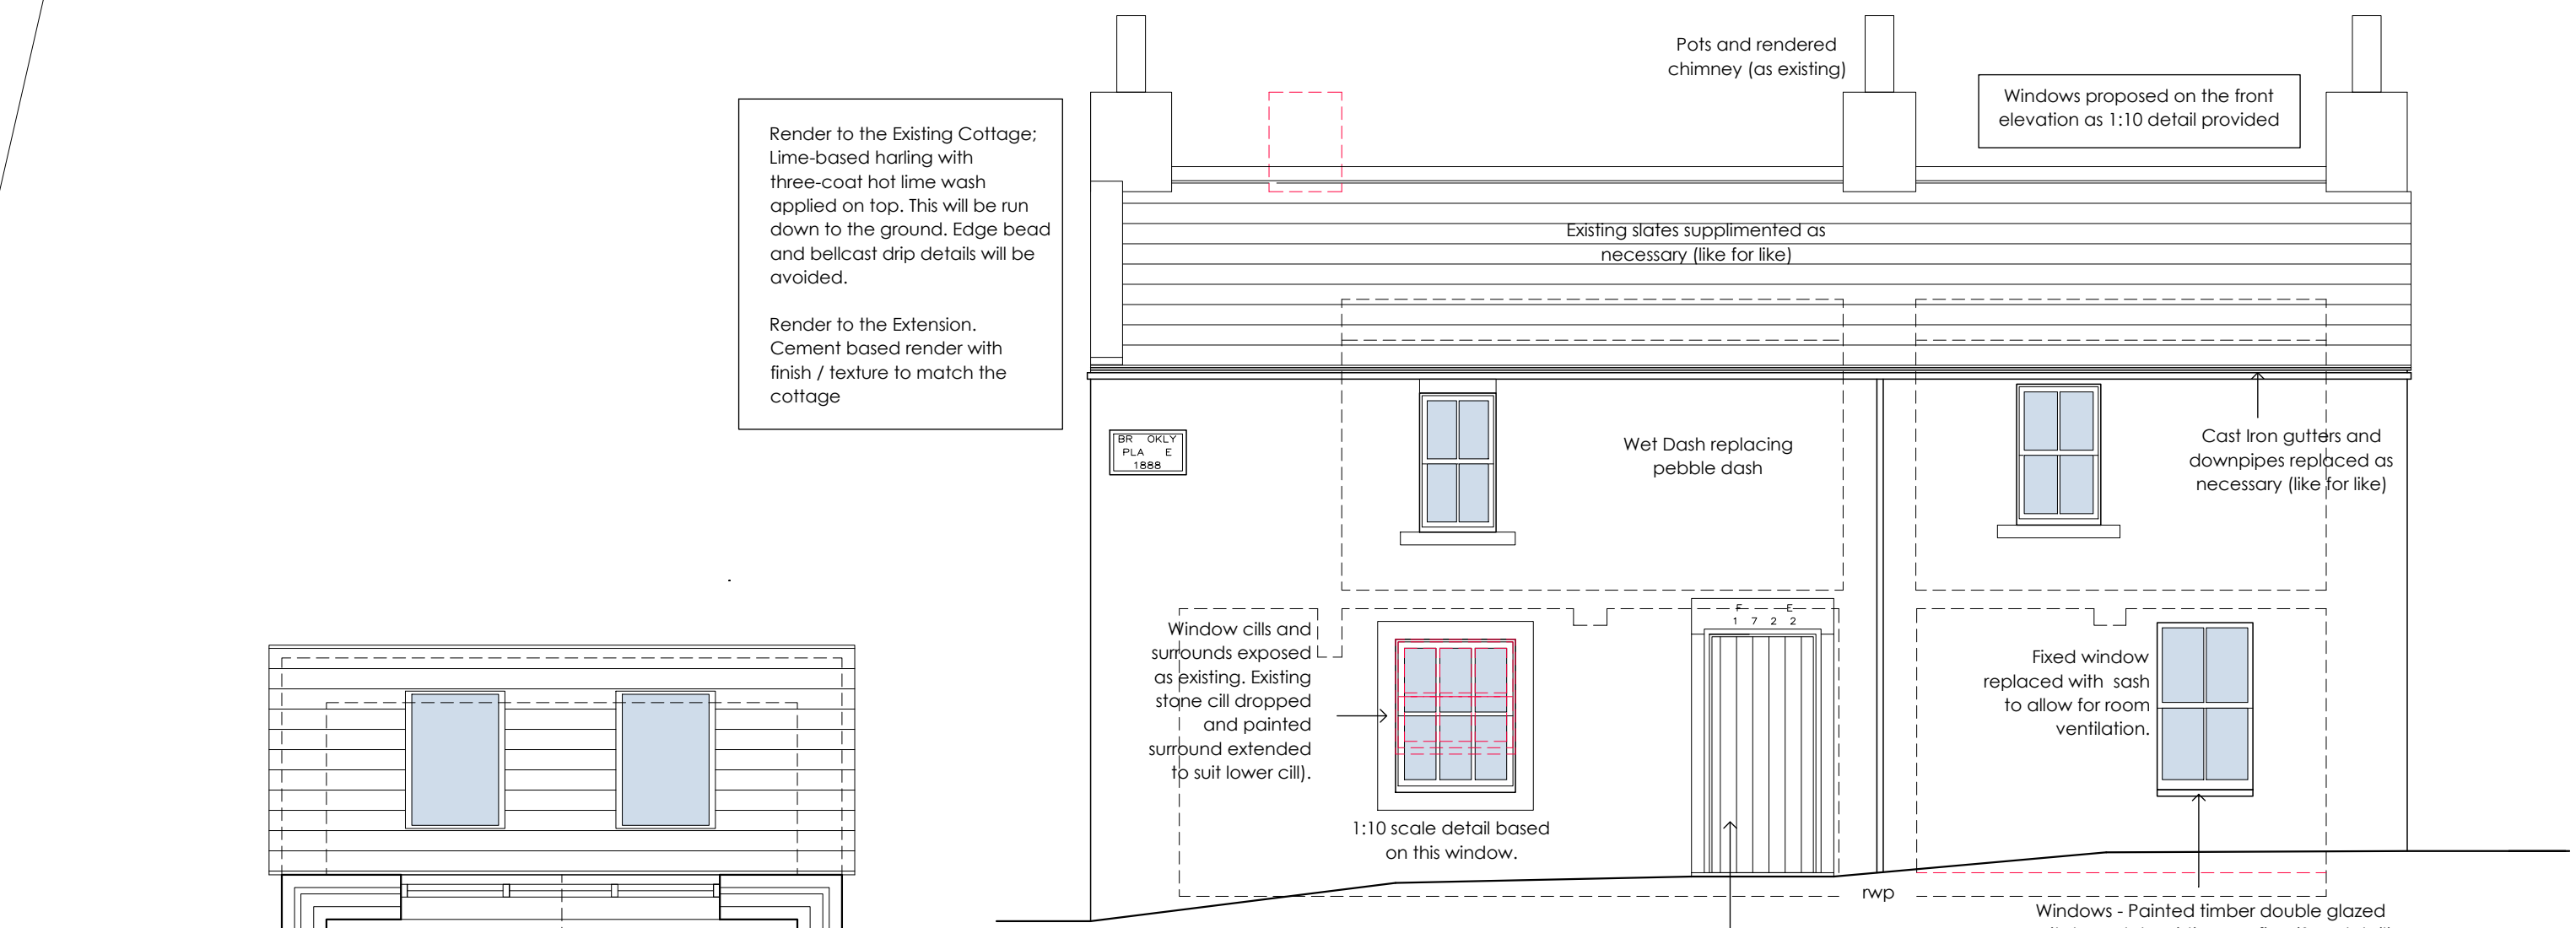 Pots and rendered
chimney (as existing)
Windows proposed on the front
elevation as 1:10 detail provided
Render to the Existing Cottage;
Lime-based harling with
three-coat hot lime wash
applied on top. This will be run
down to the ground. Edge bead
and bellcast drip details will be
avoided.
Render to the Extension.
Cement based render with
finish / texture to match the
cottage
Existing slates supplimented as
necessary (like for like)
BR OKLY
PLA E
1888
Wet Dash replacing
pebble dash
Cast Iron gutters and
downpipes replaced as
necessary (like for like)
Window cills and
surrounds exposed
as existing. Existing
stone cill dropped
and painted
surround extended
to suit lower cill).
F E
1 7 2 2
Fixed window
replaced with sash
to allow for room
ventilation.
1:10 scale detail based
on this window.
rwp
Windows - Painted timber double glazed